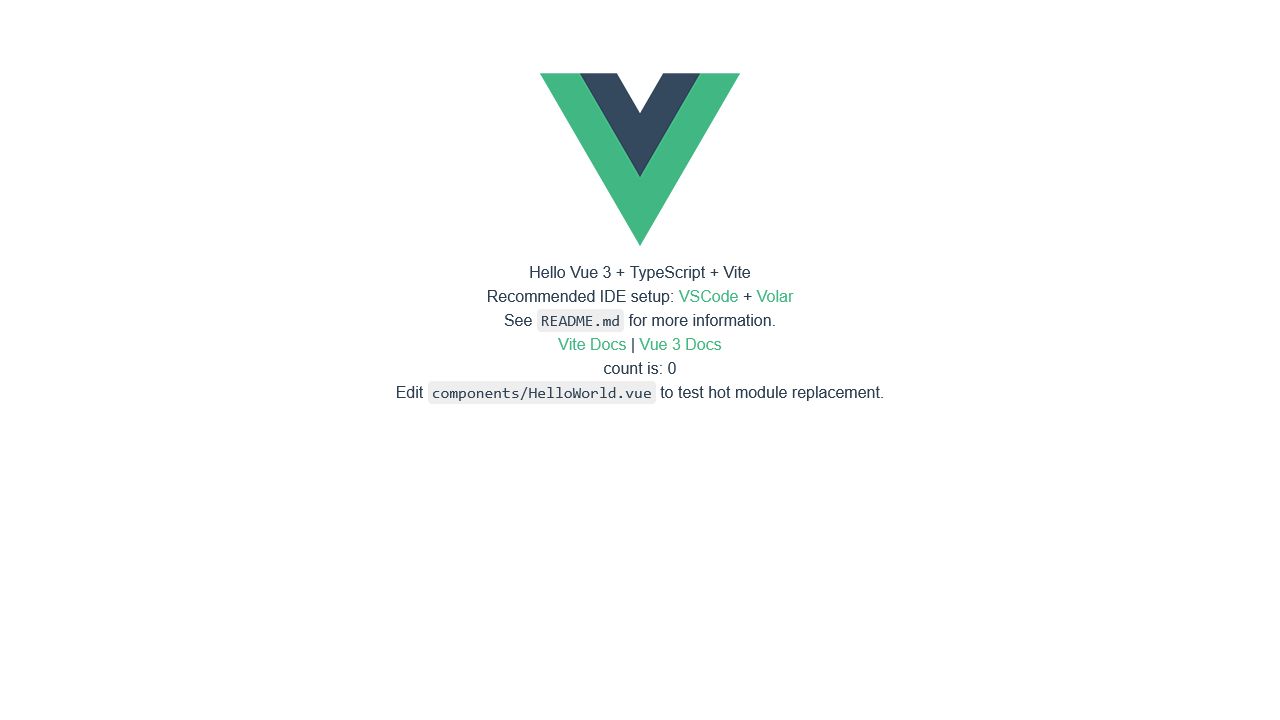 Hello Vue 3 + TypeScript + Vite
Recommended IDE setup: VSCode + Volar
See README.md for more information.
Vite Docs | Vue 3 Docs
count is: 0
Edit components/HelloWorld.vue to test hot module replacement.